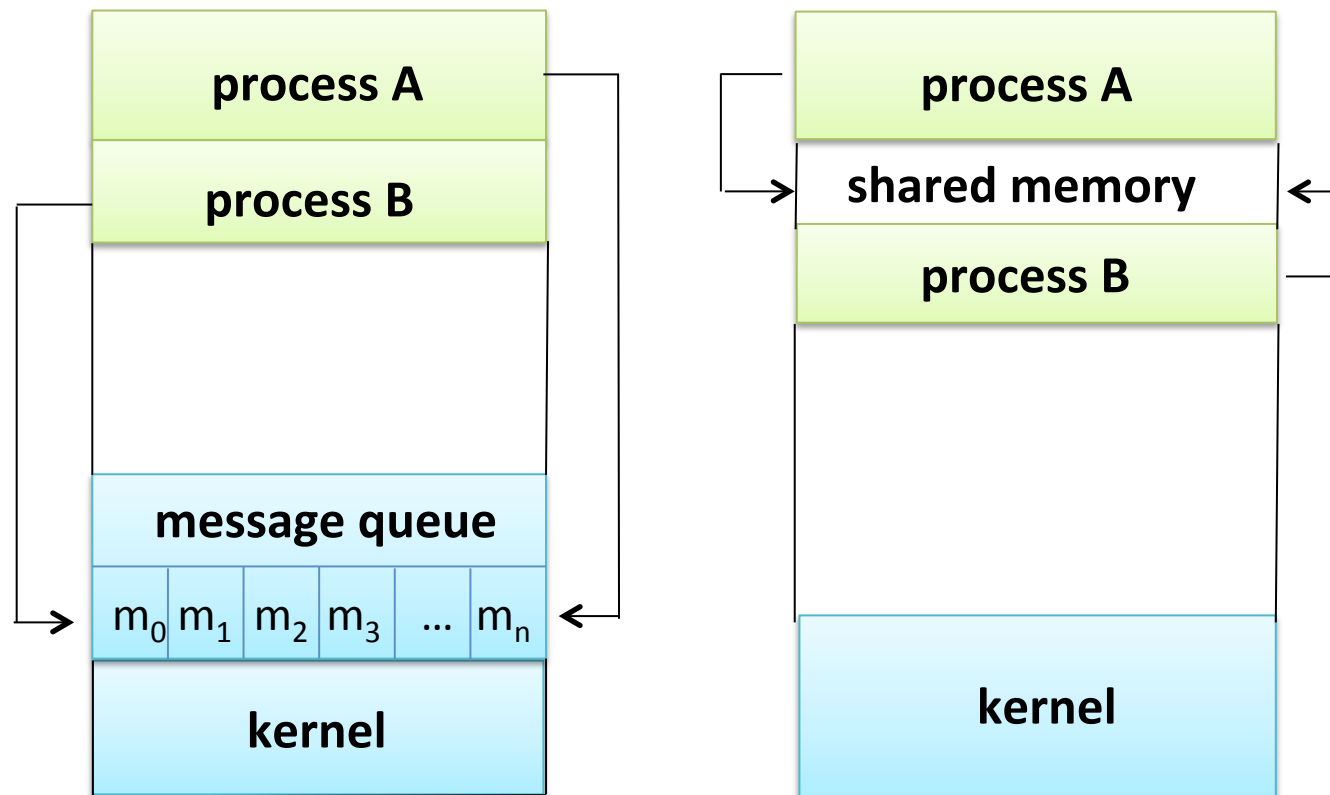 process A
process B
message queue
m₀ m₁ m₂ m₃ ... mₙ
kernel
process A
shared memory
process B
kernel